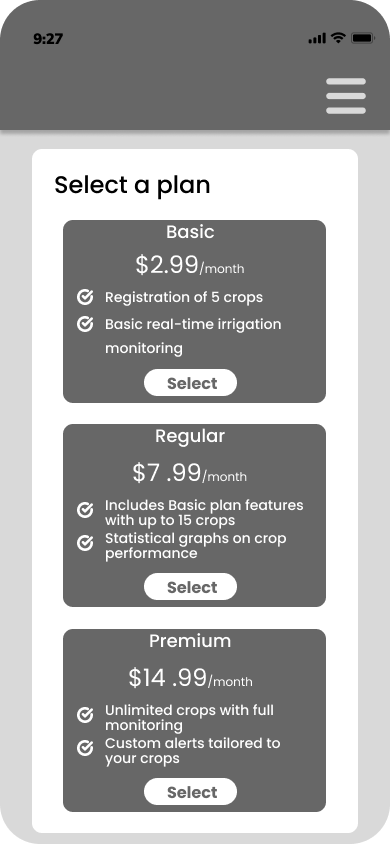 9:27
Select a plan
Basic
$2.99/month
Registration of 5 crops
Basic real-time irrigation
monitoring
Select
Regular
$7 .99/month
Includes Basic plan features
with up to 15 crops
Statistical graphs on crop
performance
Select
Premium
$14 .99/month
Unlimited crops with full
monitoring
Custom alerts tailored to
your crops
Select